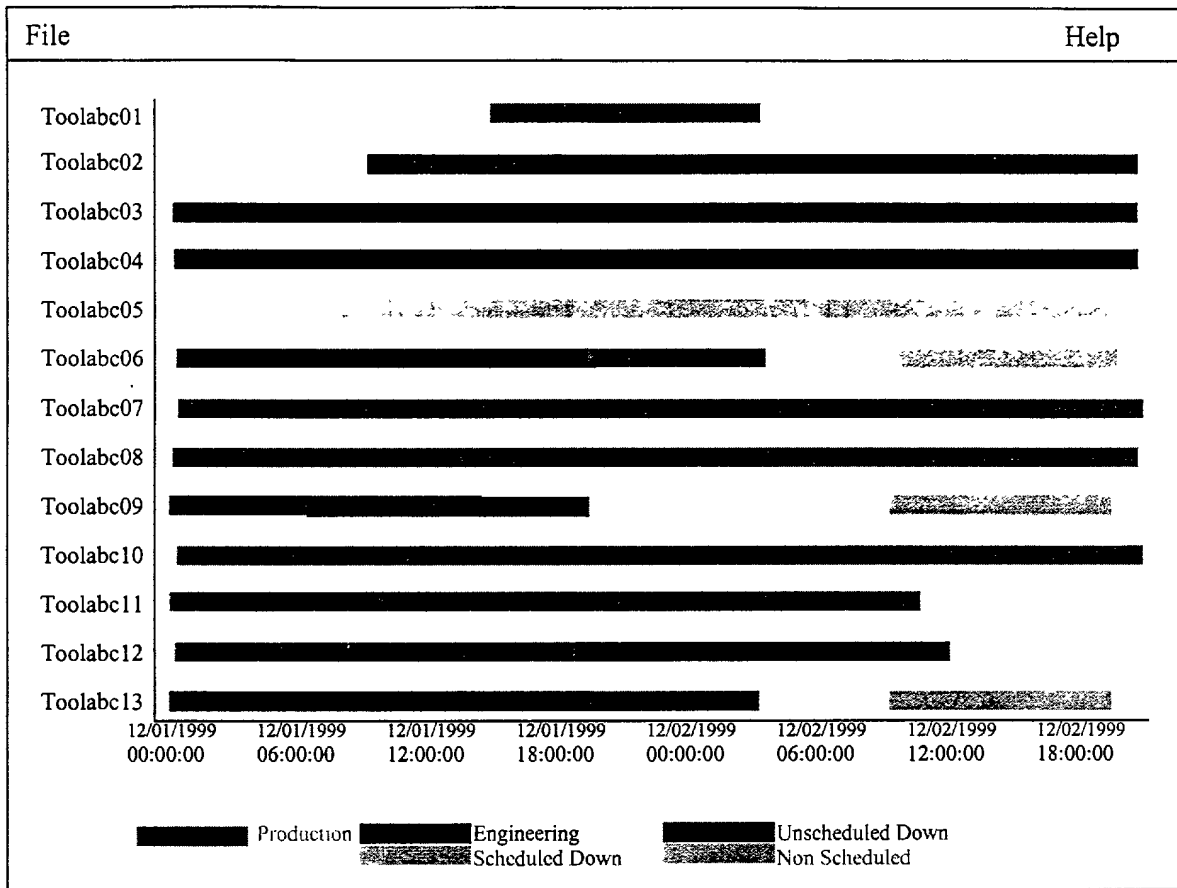 File Help
Toolabc01
Toolabc02
Toolabc03
Toolabc04
Toolabc05
Toolabc06
Toolabc07
Toolabc08
Toolabc09
Toolabc10
Toolabc11
Toolabc12
Toolabc13
12/01/1999 12/01/1999 12/01/1999 12/01/1999 12/02/1999 12/02/1999 12/02/1999 12/02/1999
00:00:00 06:00:00 12:00:00 18:00:00 00:00:00 06:00:00 12:00:00 18:00:00
Production Engineering Unscheduled Down
Scheduled Down Non Scheduled